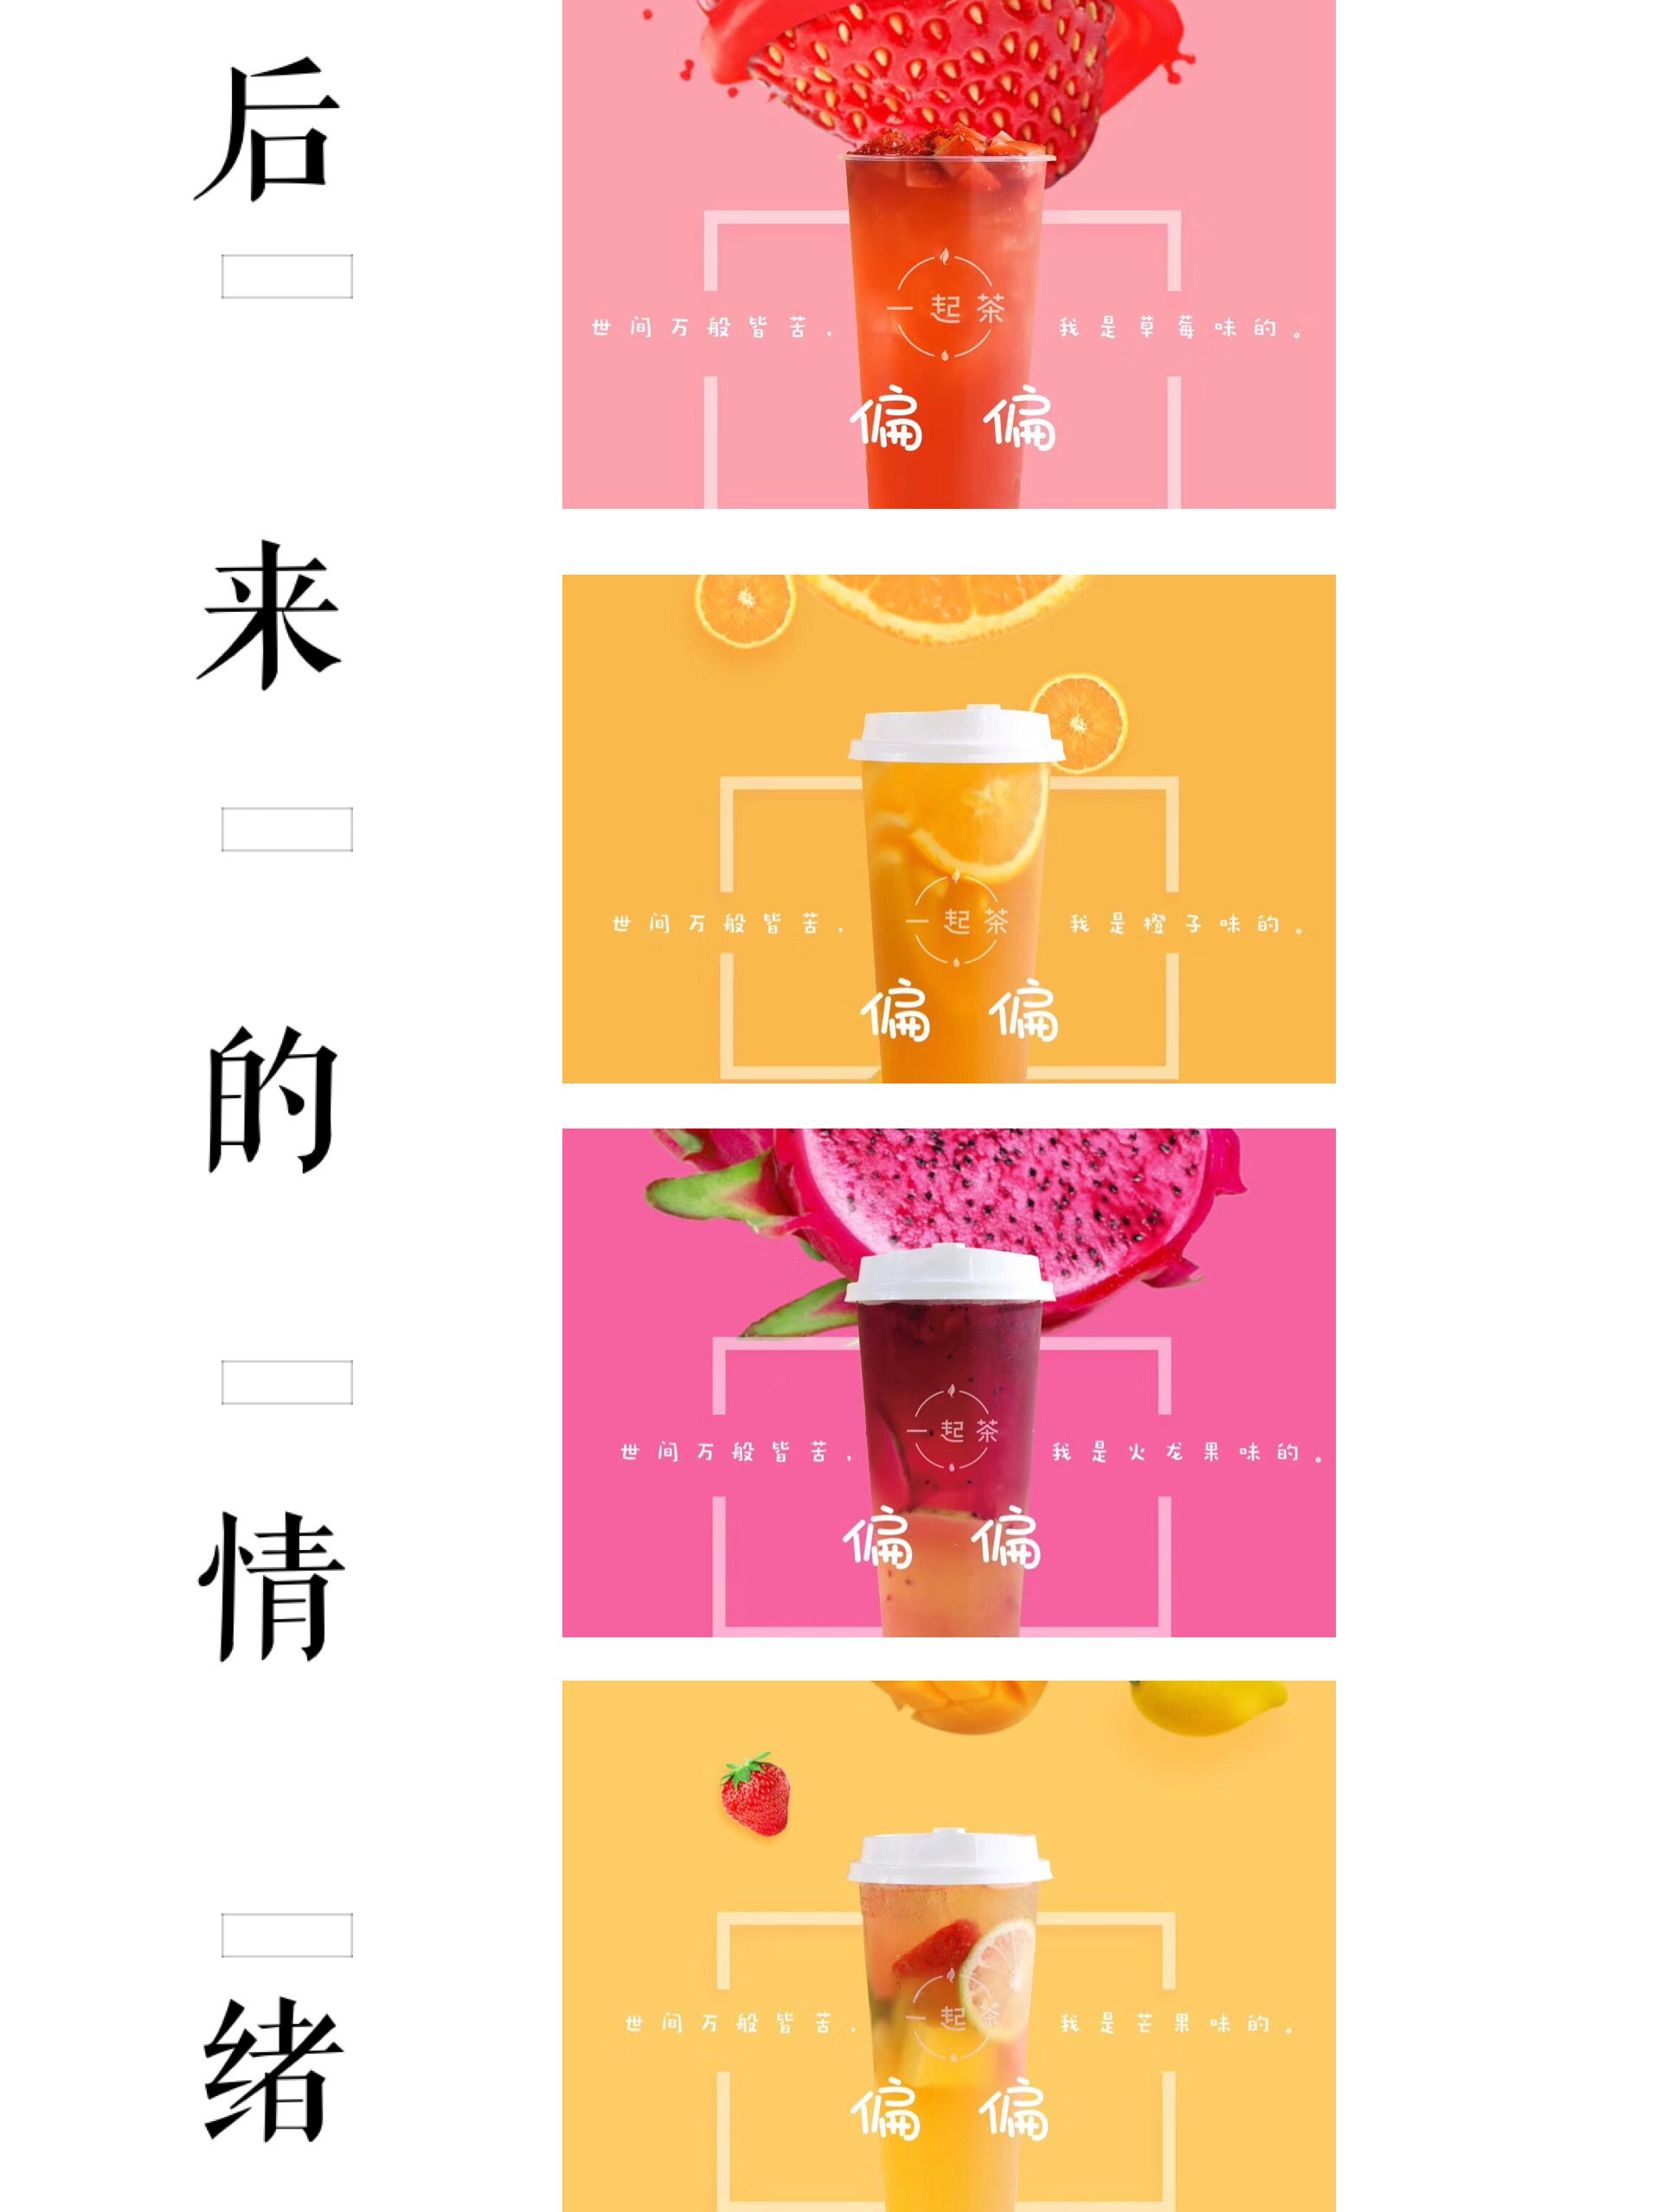 后来的情绪
一起茶
世间万般皆苦，
我是草莓味的。
偏偏
一起茶
世间万般皆苦，
我是橙子味的。
偏偏
一起茶
世间万般皆苦，
我是火龙果味的。
偏偏
一起茶
世间万般皆苦，
我是芒果味的。
偏偏